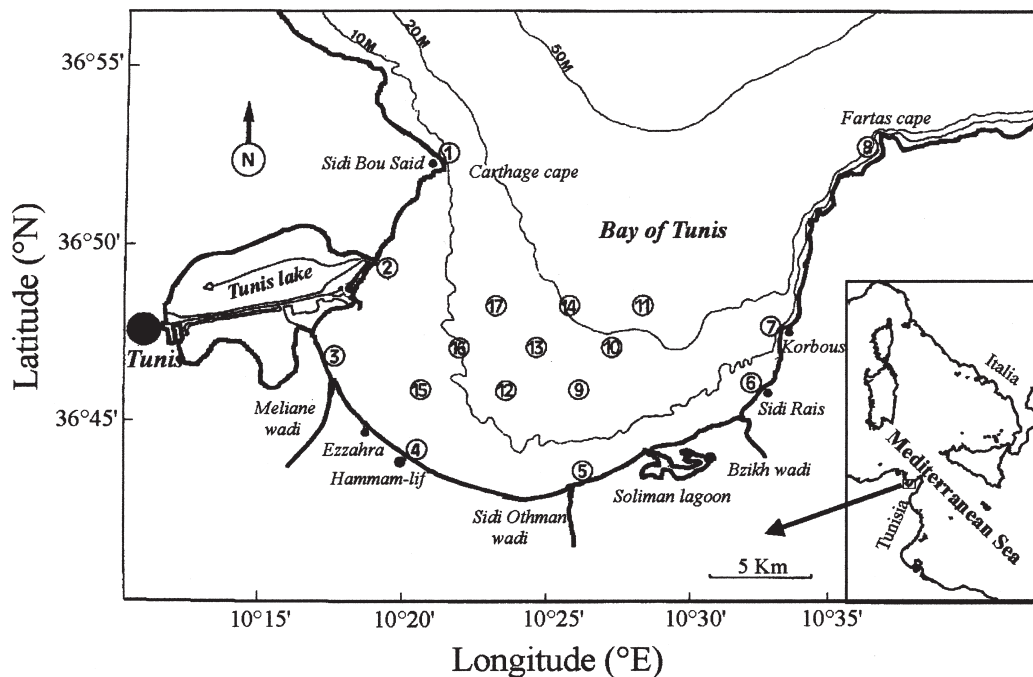 10M
20M
50M
36°55'
36°50'
36°45'
Latitude (°N)
N
Sidi Bou Said
1
Carthage cape
Fartas cape
8
Bay of Tunis
2
Tunis lake
Tunis
17
14
11
7
Korbous
3
16
13
10
15
12
9
6
Sidi Rais
Meliane
wadi
Ezzahra
4
Hammam-lif
5
Sidi Othman
wadi
Soliman lagoon
Bzikh wadi
5 Km
Italia
Mediterranean Sea
Tunisia
10°15'
10°20'
10°25'
10°30'
10°35'
Longitude (°E)